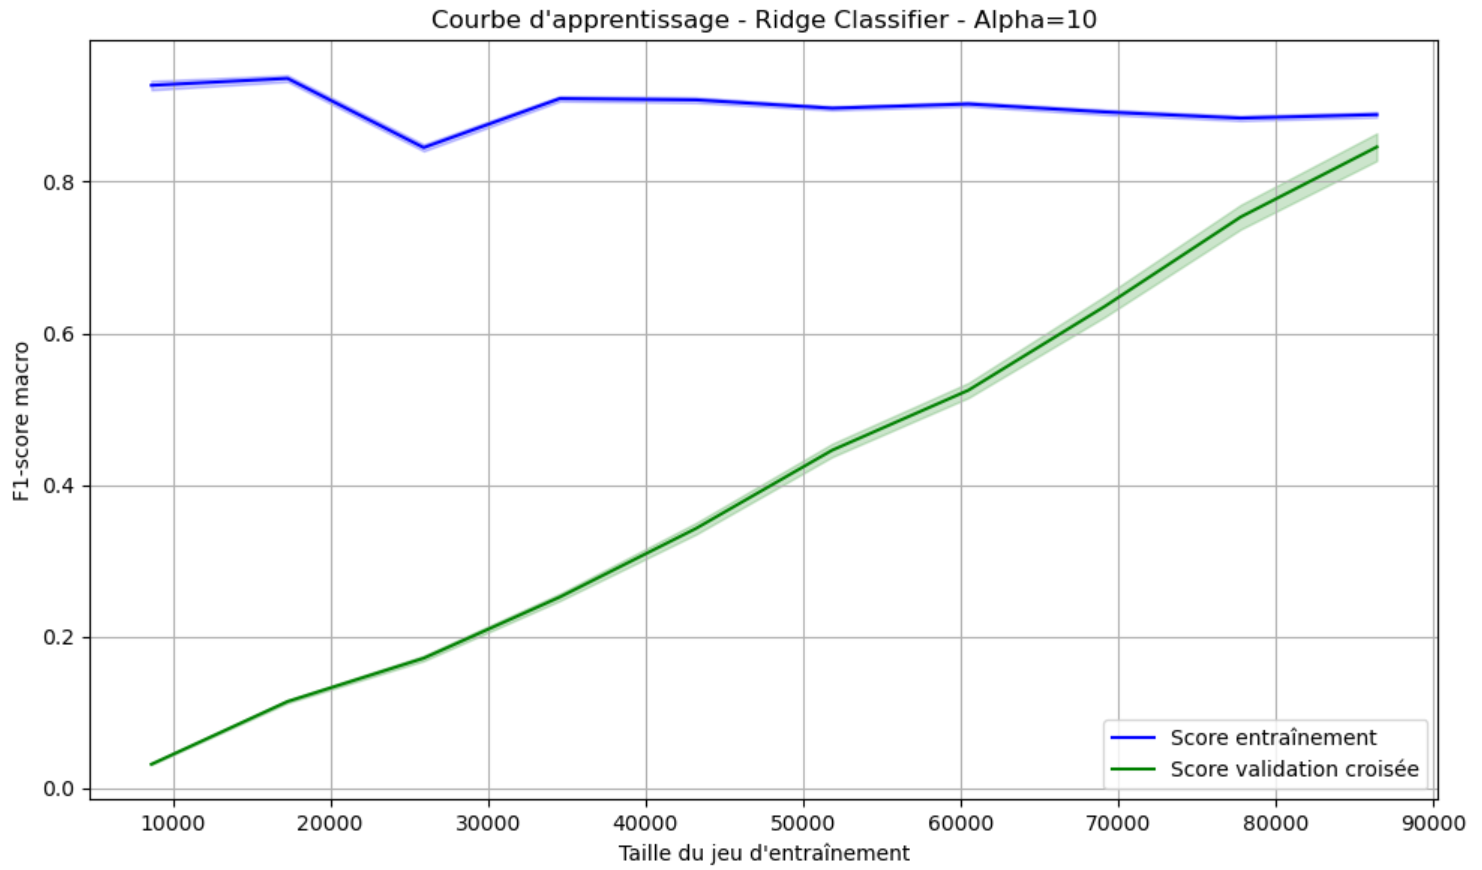 Courbe d'apprentissage - Ridge Classifier - Alpha=10
F1-score macro
0.8
0.6
0.4
0.2
0.0
Score entraînement
Score validation croisée
10000 20000 30000 40000 50000 60000 70000 80000 90000
Taille du jeu d'entraînement